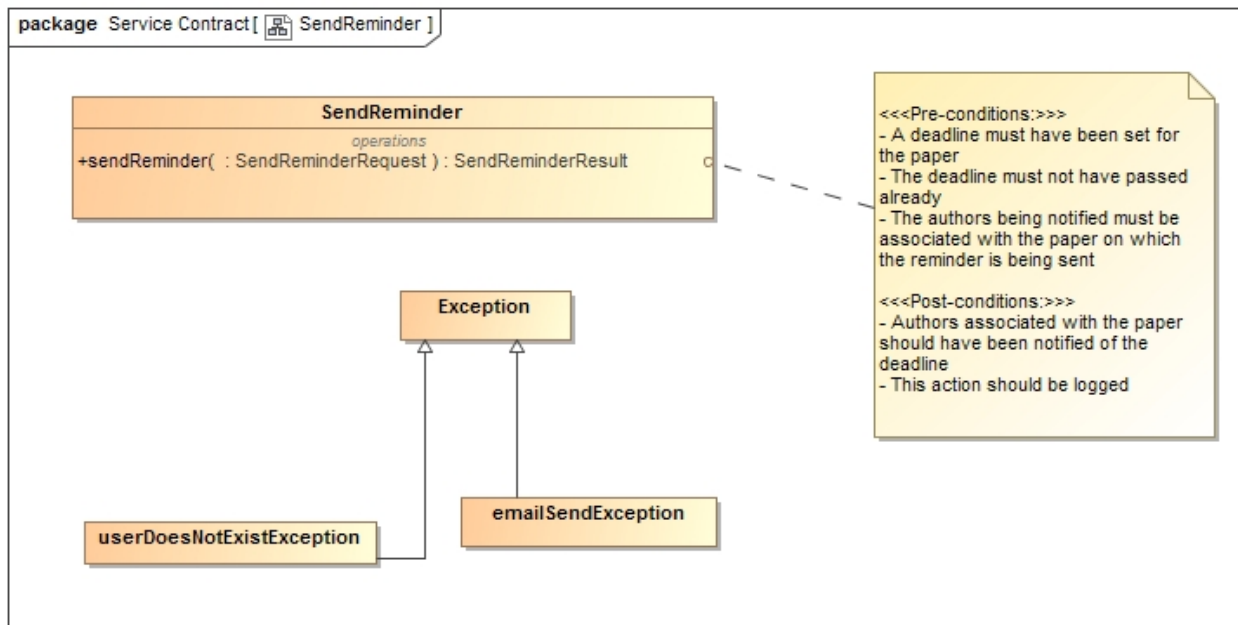 package Service Contract [ SendReminder ]
SendReminder
operations
+sendReminder( : SendReminderRequest ) : SendReminderResult
<<<Pre-conditions:>>>
- A deadline must have been set for
the paper
- The deadline must not have passed
already
- The authors being notified must be
associated with the paper on which
the reminder is being sent
<<<Post-conditions:>>>
- Authors associated with the paper
should have been notified of the
deadline
- This action should be logged
Exception
userDoesNotExistException
emailSendException